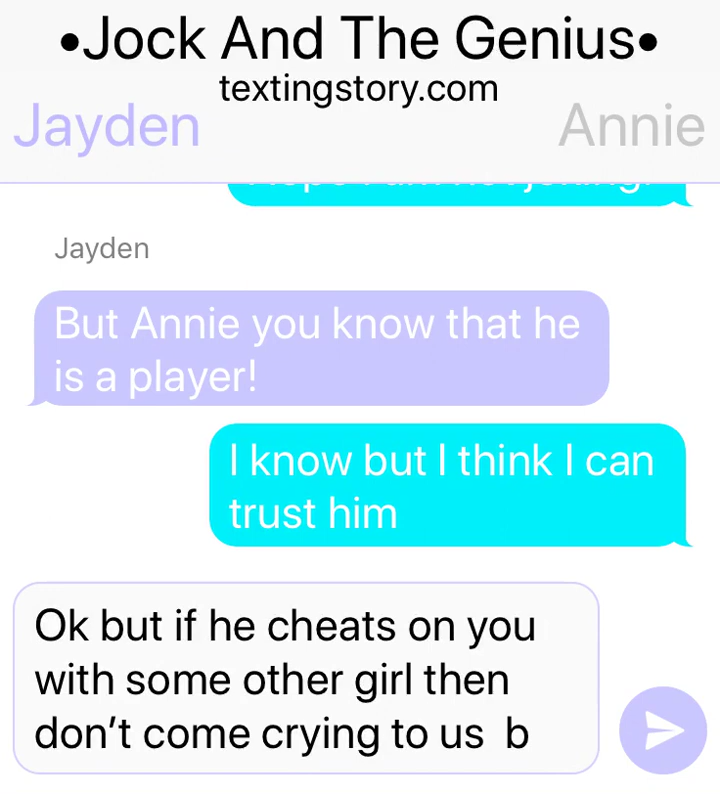 •Jock And The Genius•
textingstory.com
Jayden
Annie
Jayden
But Annie you know that he
is a player!
I know but I think I can
trust him
Ok but if he cheats on you
with some other girl then
don't come crying to us  b